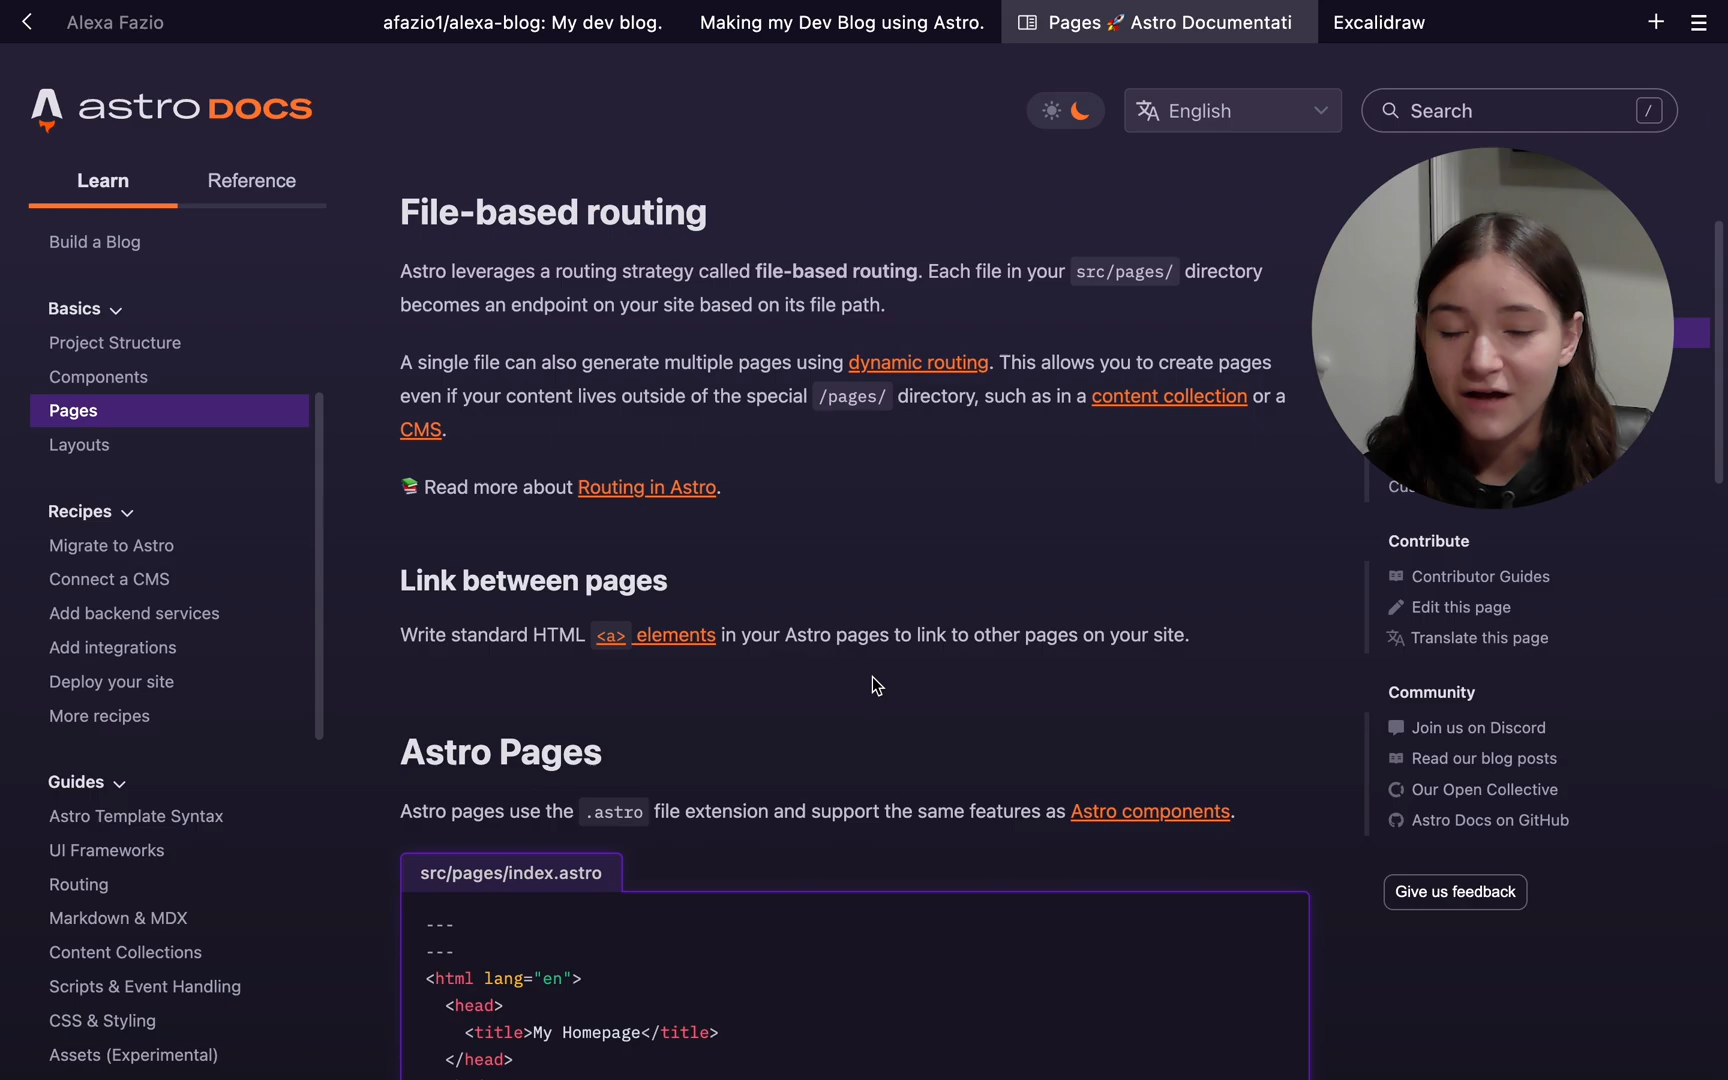 Alexa Fazio
afazio1/alexa-blog: My dev blog.
Making my Dev Blog using Astro.
Pages 🚀 Astro Documentati
Excalidraw
astro DOCS
English
Search
/
Learn
Reference
Build a Blog
Basics
Project Structure
Components
Pages
Layouts
Recipes
Migrate to Astro
Connect a CMS
Add backend services
Add integrations
Deploy your site
More recipes
Guides
Astro Template Syntax
UI Frameworks
Routing
Markdown & MDX
Content Collections
Scripts & Event Handling
CSS & Styling
Assets (Experimental)
File-based routing
Astro leverages a routing strategy called file-based routing. Each file in your src/pages/ directory
becomes an endpoint on your site based on its file path.
A single file can also generate multiple pages using dynamic routing. This allows you to create pages
even if your content lives outside of the special /pages/ directory, such as in a content collection or a
CMS.
📚 Read more about Routing in Astro.
Link between pages
Write standard HTML <a> elements in your Astro pages to link to other pages on your site.
Astro Pages
Astro pages use the .astro file extension and support the same features as Astro components.
src/pages/index.astro
---
---
<html lang="en">
<head>
<title>My Homepage</title>
</head>
Contribute
Contributor Guides
Edit this page
Translate this page
Community
Join us on Discord
Read our blog posts
Our Open Collective
Astro Docs on GitHub
Give us feedback